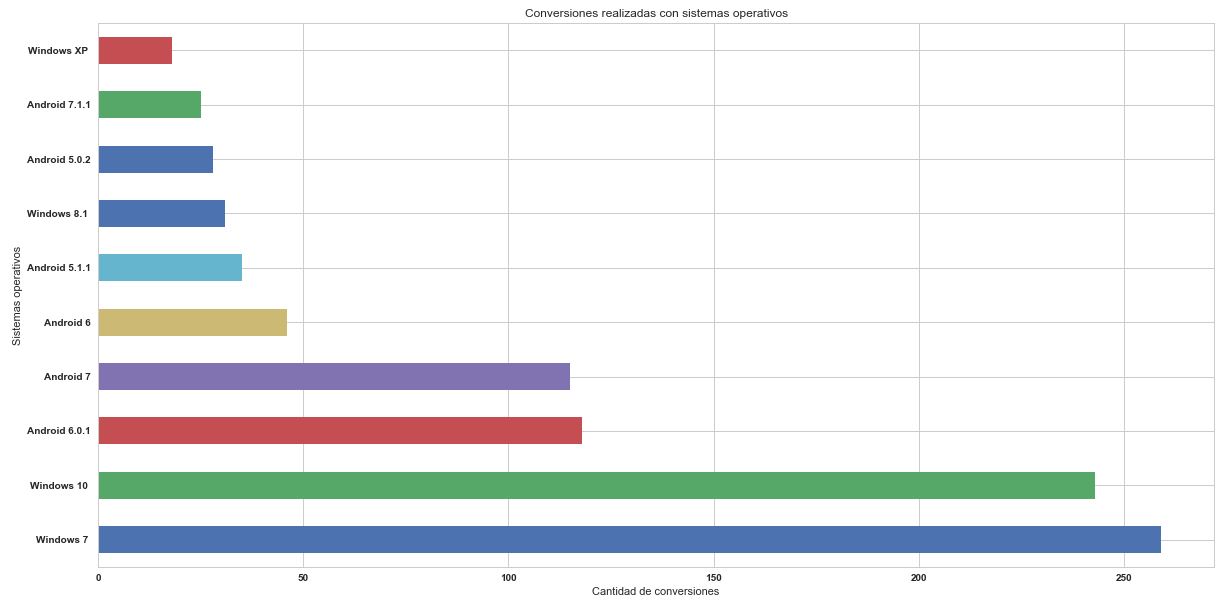 Conversiones realizadas con sistemas operativos
Windows XP
Android 7.1.1
Android 5.0.2
Windows 8.1
Android 5.1.1
Android 6
Android 7
Android 6.0.1
Windows 10
Windows 7
Sistemas operativos
0 50 100 150 200 250
Cantidad de conversiones